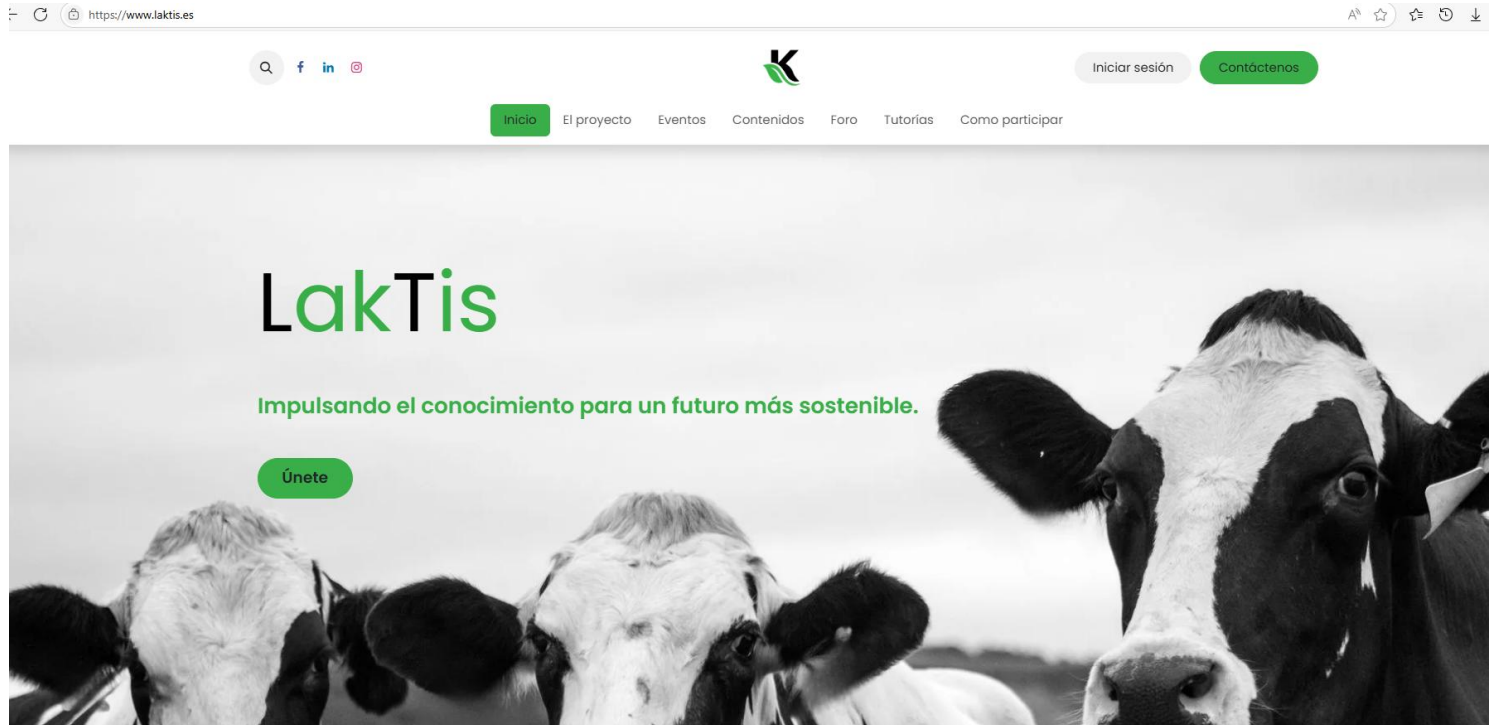 https://www.laktis.es
Iniciar sesión
Contáctenos
Inicio
El proyecto
Eventos
Contenidos
Foro
Tutorías
Como participar
LakTis
Impulsando el conocimiento para un futuro más sostenible.
Únete